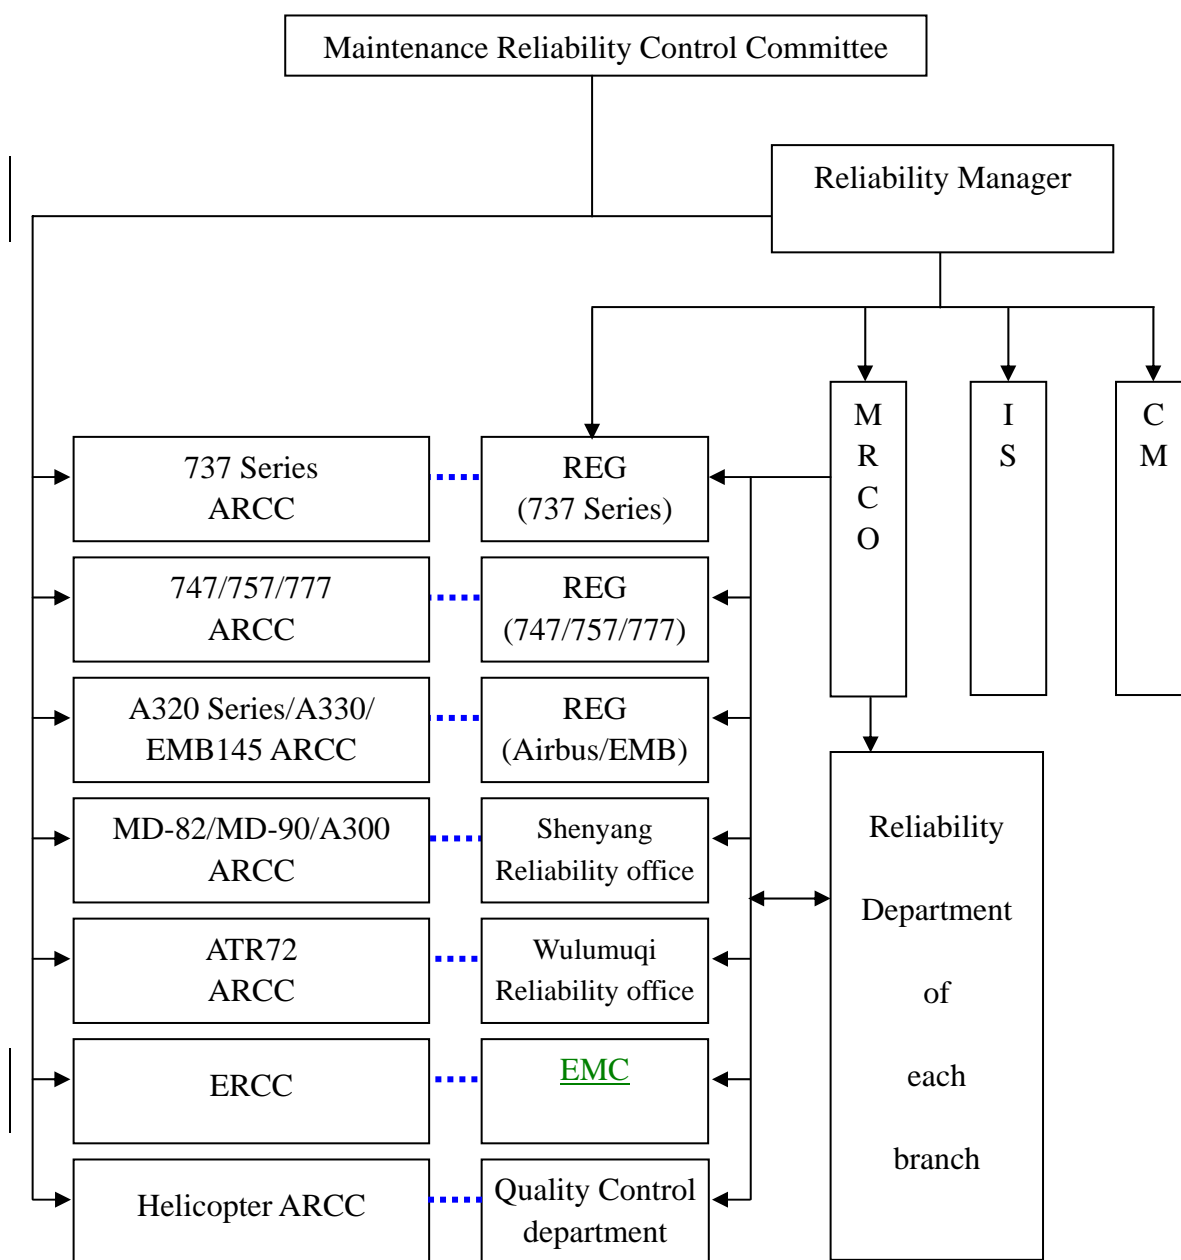 Maintenance Reliability Control Committee
Reliability Manager
M
R
C
O
I
S
C
M
737 Series
ARCC
REG
(737 Series)
747/757/777
ARCC
REG
(747/757/777)
A320 Series/A330/
EMB145 ARCC
REG
(Airbus/EMB)
MD-82/MD-90/A300
ARCC
Shenyang
Reliability office
ATR72
ARCC
Wulumuqi
Reliability office
ERCC
EMC
Helicopter ARCC
Quality Control
department
Reliability
Department
of
each
branch